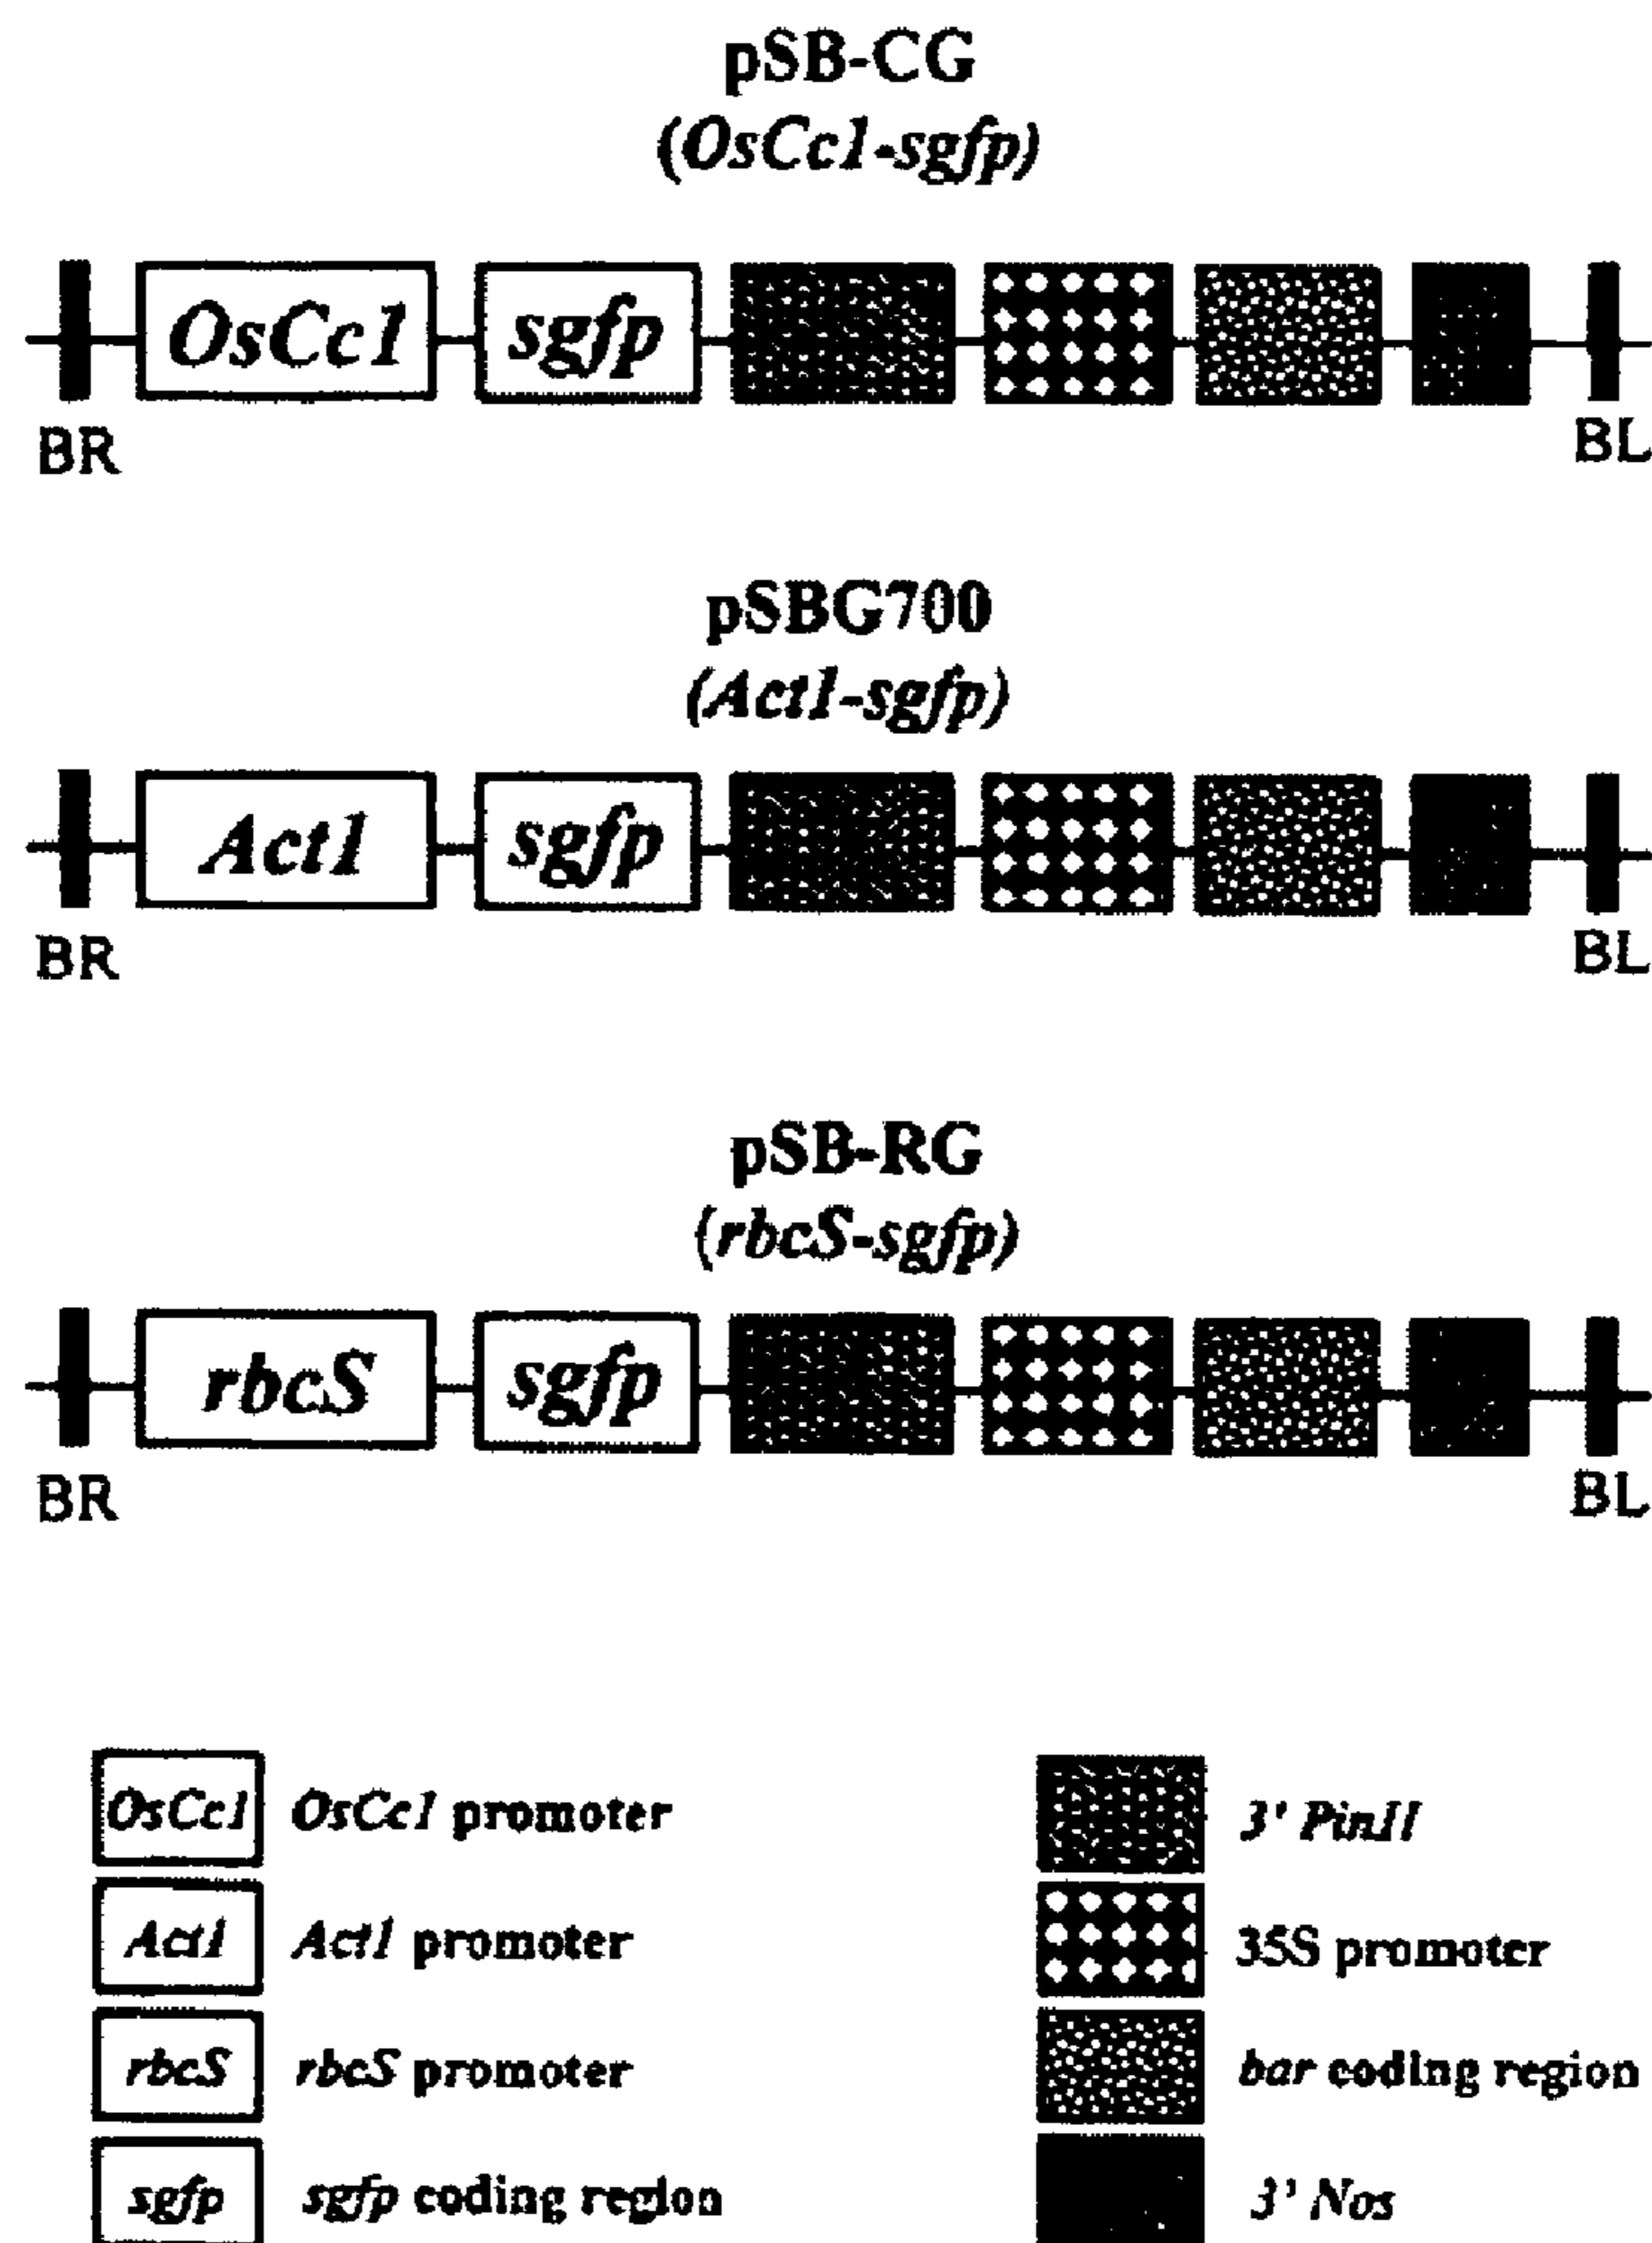 pSB-CG
(OsCc1-sgfp)
OsCc1 sgfp
BR BL
pSBG700
(Act1-sgfp)
Act1 sgfp
BR BL
pSB-RG
(rbcS-sgfp)
rbcS sgfp
BR BL
OsCc1 OsCc1 promoter
Act1 Act1 promoter
rbcS rbcS promoter
sgfp sgfp coding region
3' PinII
35S promoter
bar coding region
3' Nos